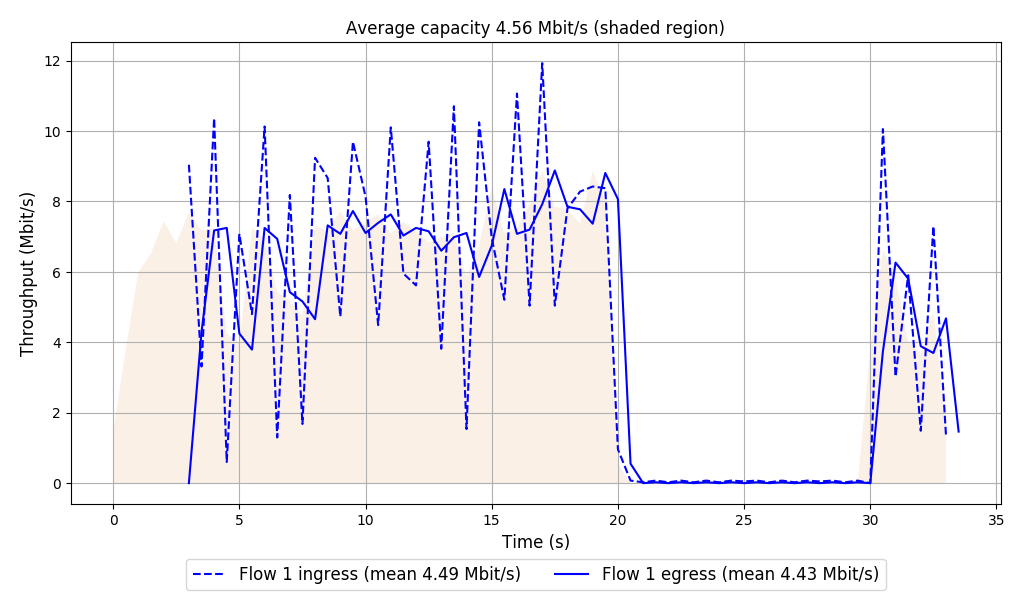 Average capacity 4.56 Mbit/s (shaded region)
Throughput (Mbit/s)
12
10
8
6
4
2
0
0 5 10 15 20 25 30 35
Time (s)
Flow 1 ingress (mean 4.49 Mbit/s) Flow 1 egress (mean 4.43 Mbit/s)